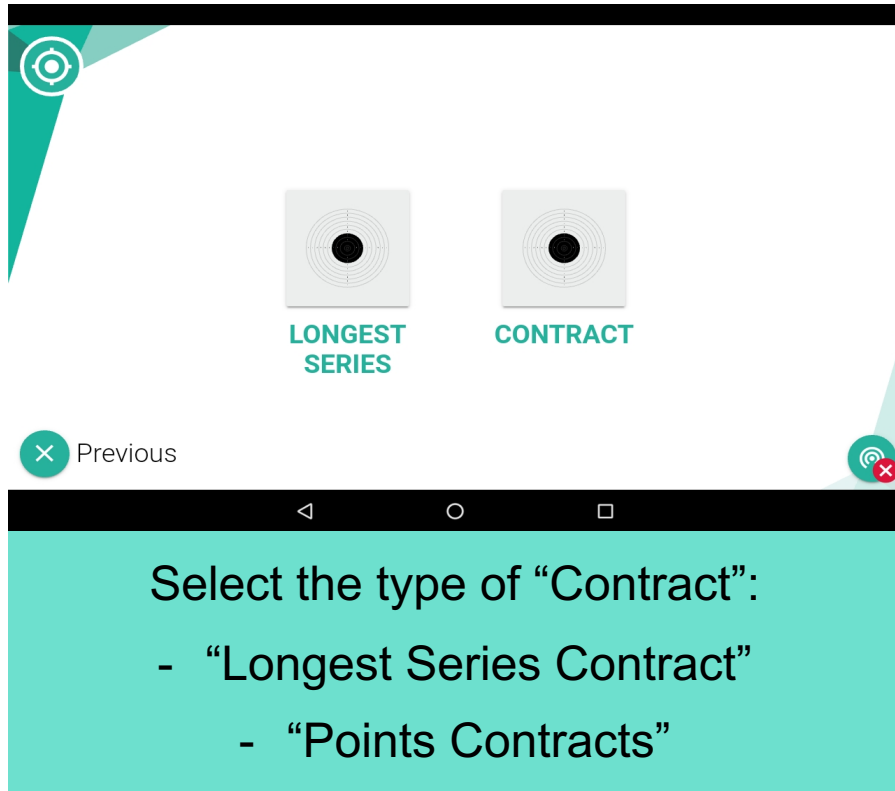 LONGEST
SERIES
CONTRACT
Previous
Select the type of “Contract”:
- “Longest Series Contract”
- “Points Contracts”